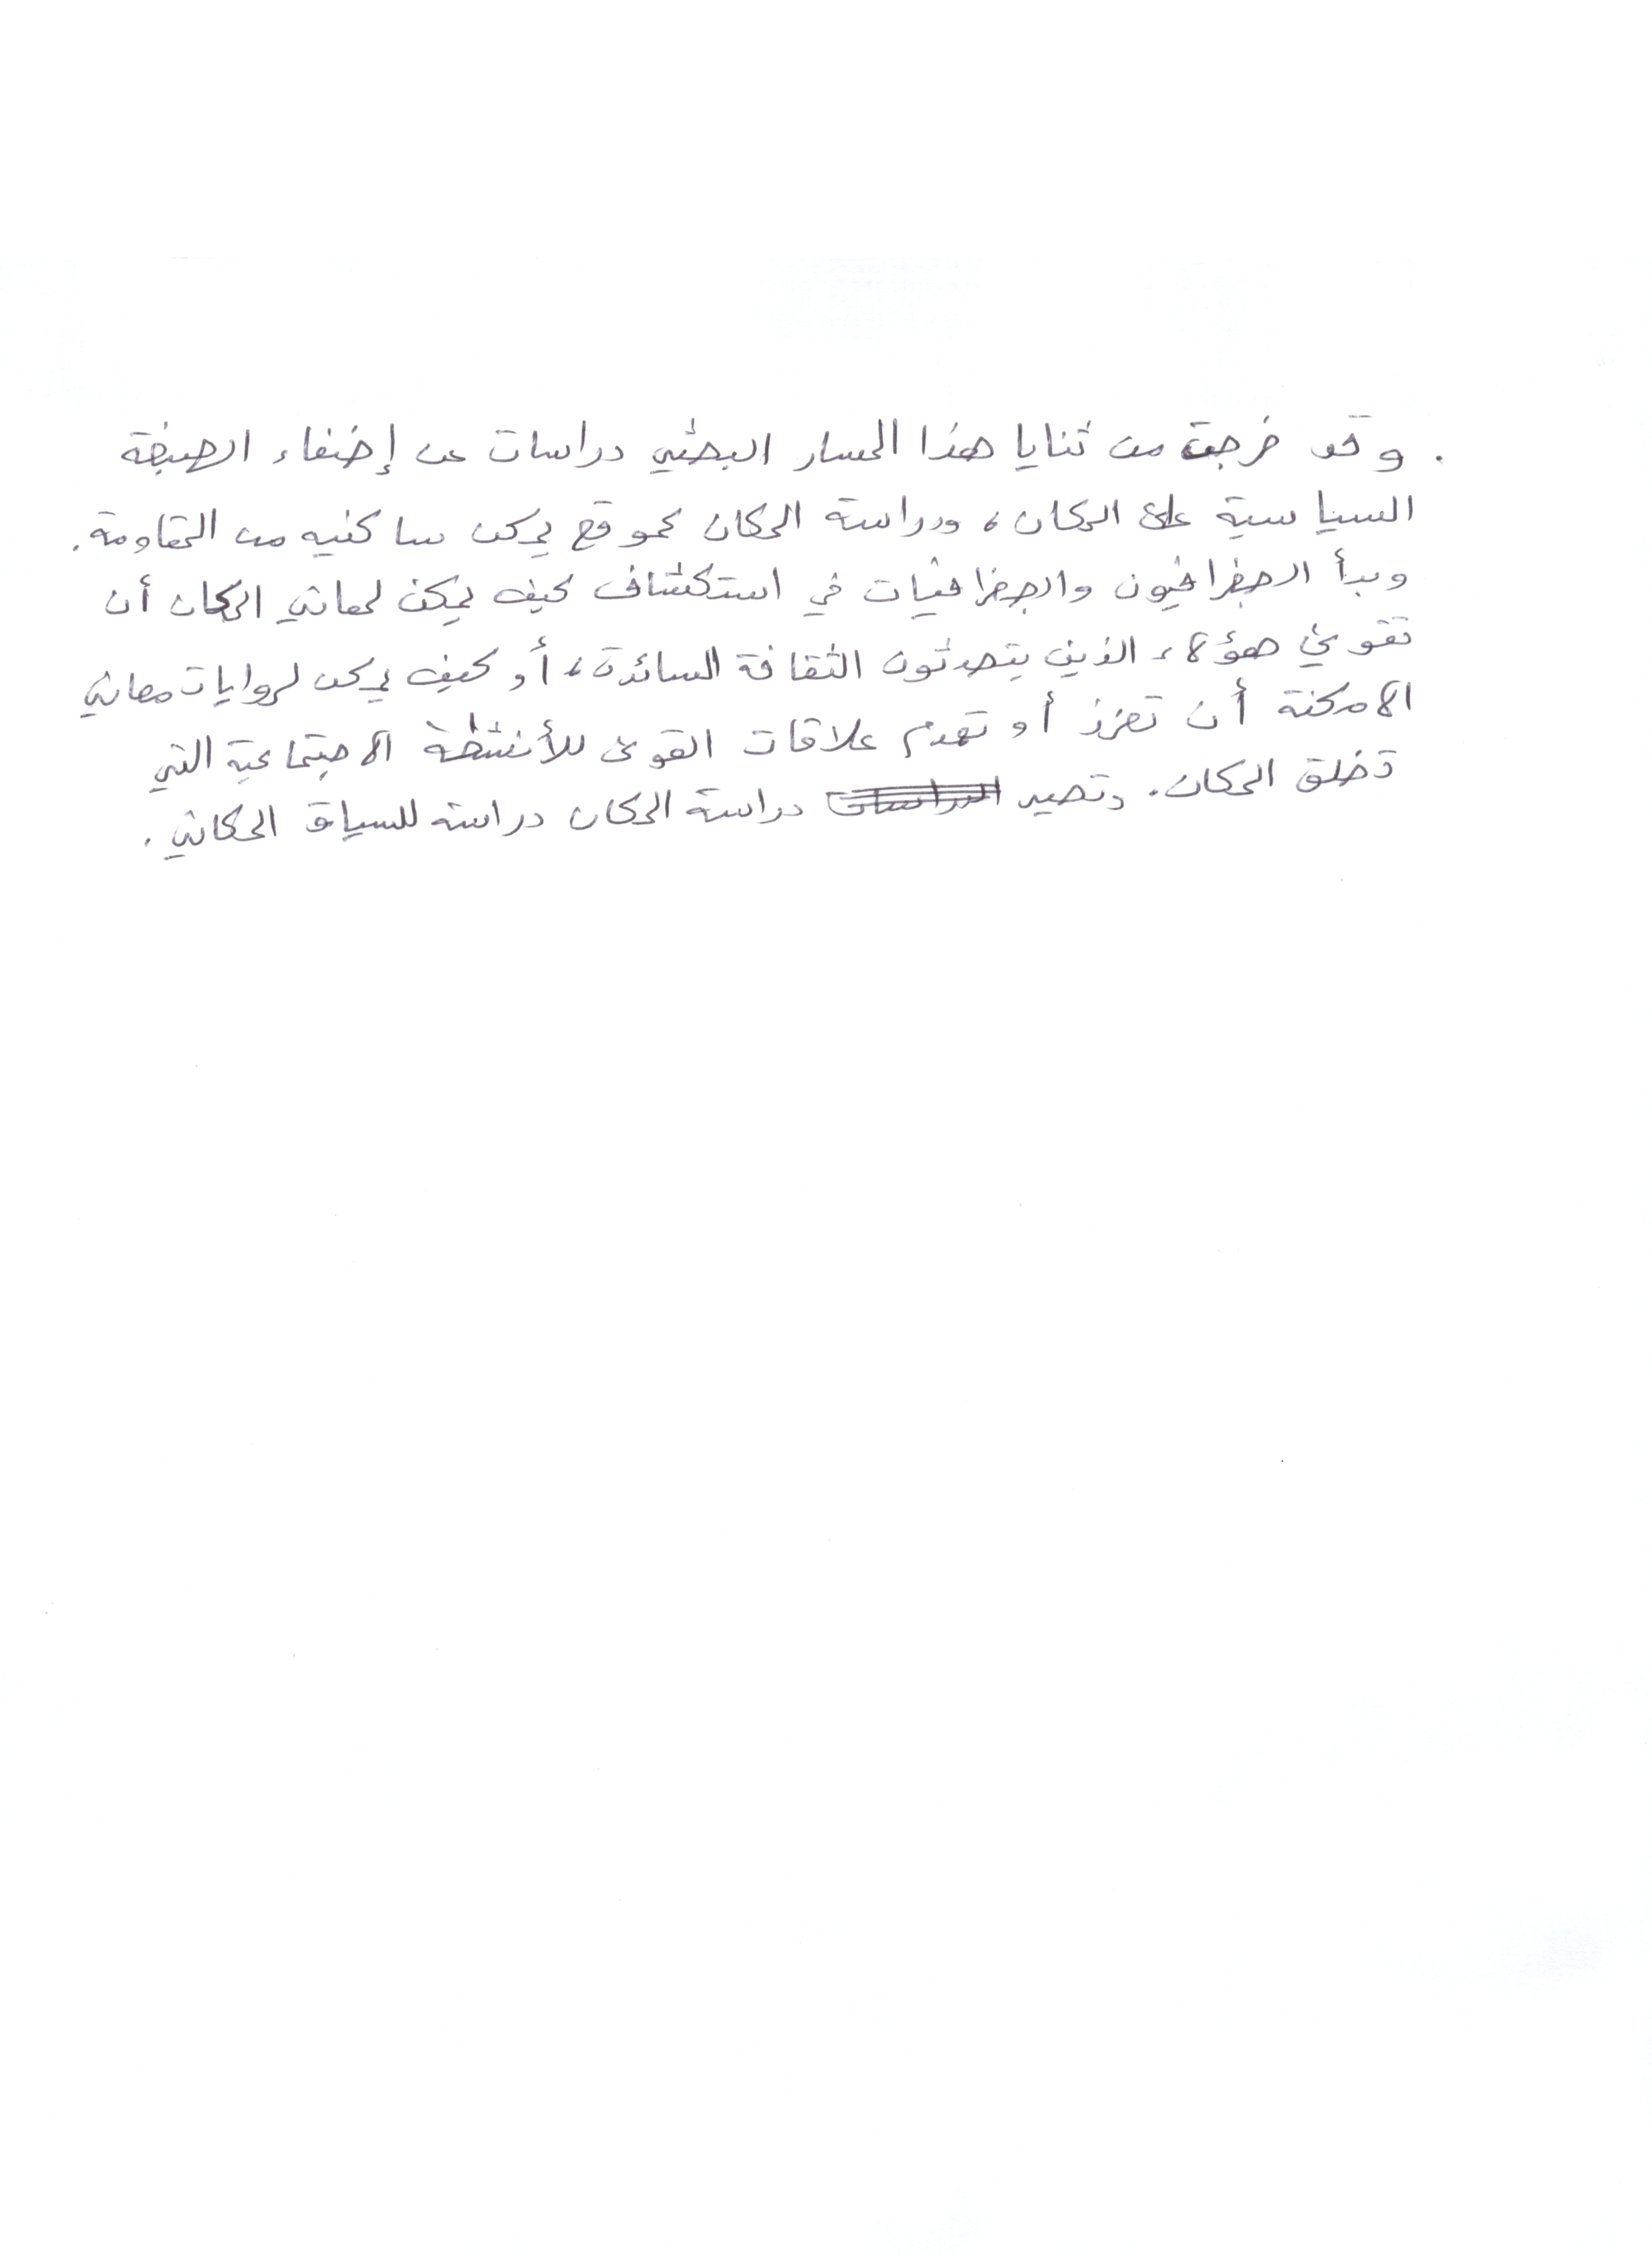 . وقد خرجت من ثنايا هذا المسار البحثي دراسات عن إضفاء الصبغة
السياسية على المكان، ودراسة المكان كموقع يمكن ساكنيه من المقاومة.
وبدأ الجغرافيون والجغرافيات في استكشاف كيف يمكن لمعاني المكان أن
تقوي هؤلاء الذين يتحدثون الثقافة السائدة، أو كيف يمكن لروايات معاني
الامكنة أن تعزز أو تهدم علاقات القوى للأنشطة الاجتماعية التي
تخلق المكان. وتصير دراسة المكان دراسة للسياق المكاني.